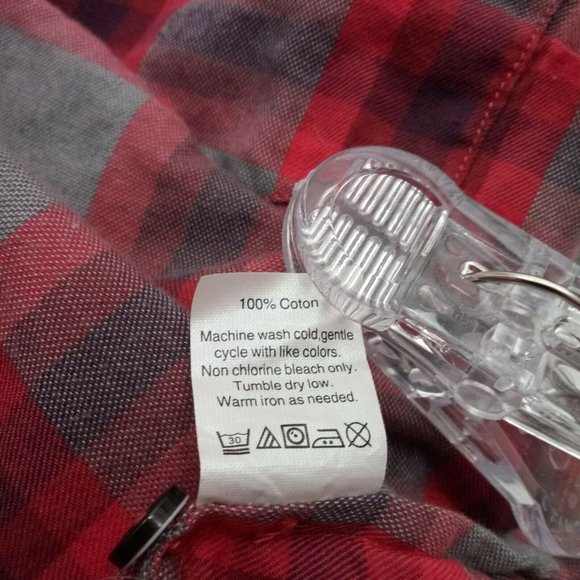 100% Coton
Machine wash cold,gentle
cycle with like colors.
Non chlorine bleach only.
Tumble dry low.
Warm iron as needed.
30